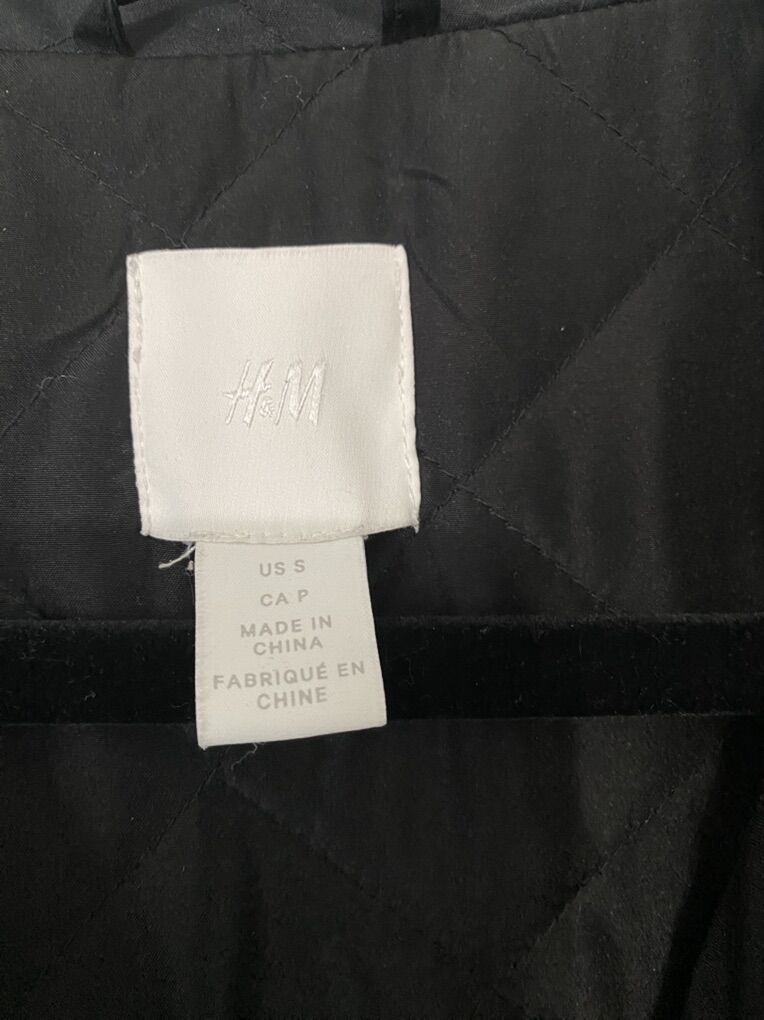 H&M
US S
CA P
MADE IN
CHINA
FABRIQUÉ EN
CHINE